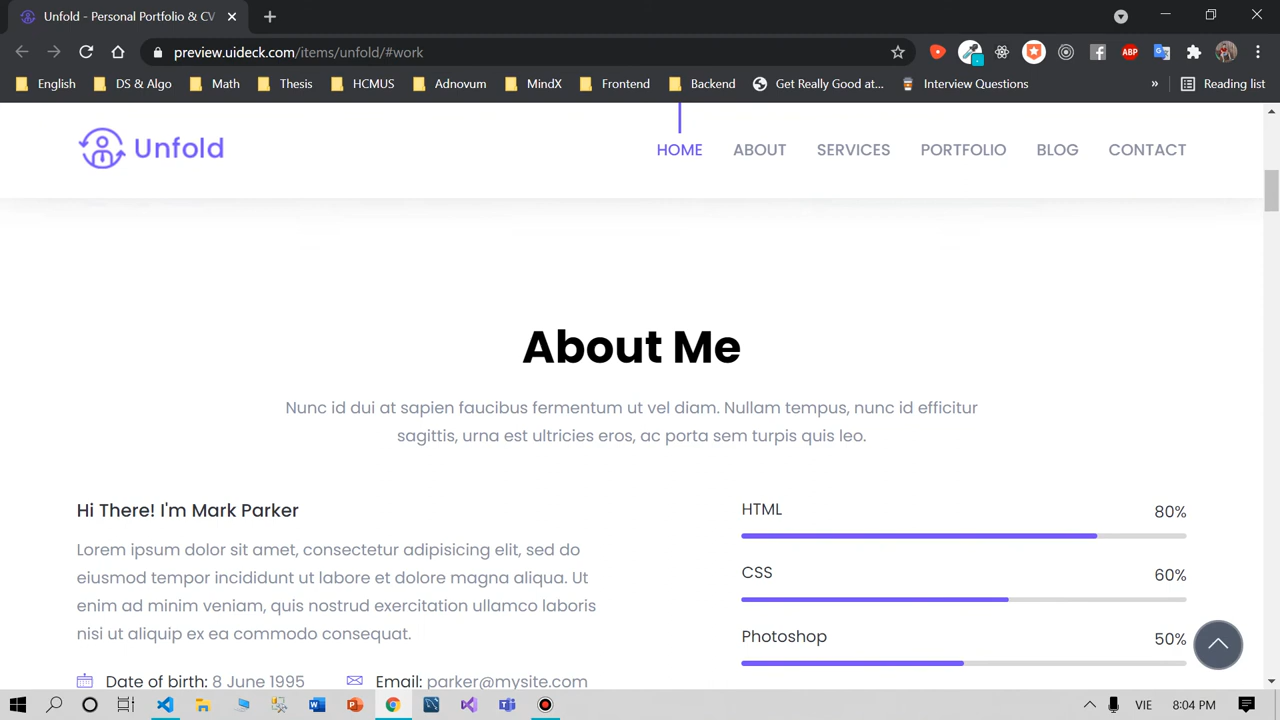 Unfold - Personal Portfolio & CV
preview.uideck.com/items/unfold/#work
ABP
English
DS & Algo
Math
Thesis
HCMUS
Adnovum
MindX
Frontend
Backend
Get Really Good at...
Interview Questions
»
Reading list
Unfold
HOME
ABOUT
SERVICES
PORTFOLIO
BLOG
CONTACT
About Me
Nunc id dui at sapien faucibus fermentum ut vel diam. Nullam tempus, nunc id efficitur
sagittis, urna est ultricies eros, ac porta sem turpis quis leo.
Hi There! I'm Mark Parker
Lorem ipsum dolor sit amet, consectetur adipisicing elit, sed do
eiusmod tempor incididunt ut labore et dolore magna aliqua. Ut
enim ad minim veniam, quis nostrud exercitation ullamco laboris
nisi ut aliquip ex ea commodo consequat.
Date of birth: 8 June 1995
Email: parker@mysite.com
HTML
80%
CSS
60%
Photoshop
50%
VIE
8:04 PM